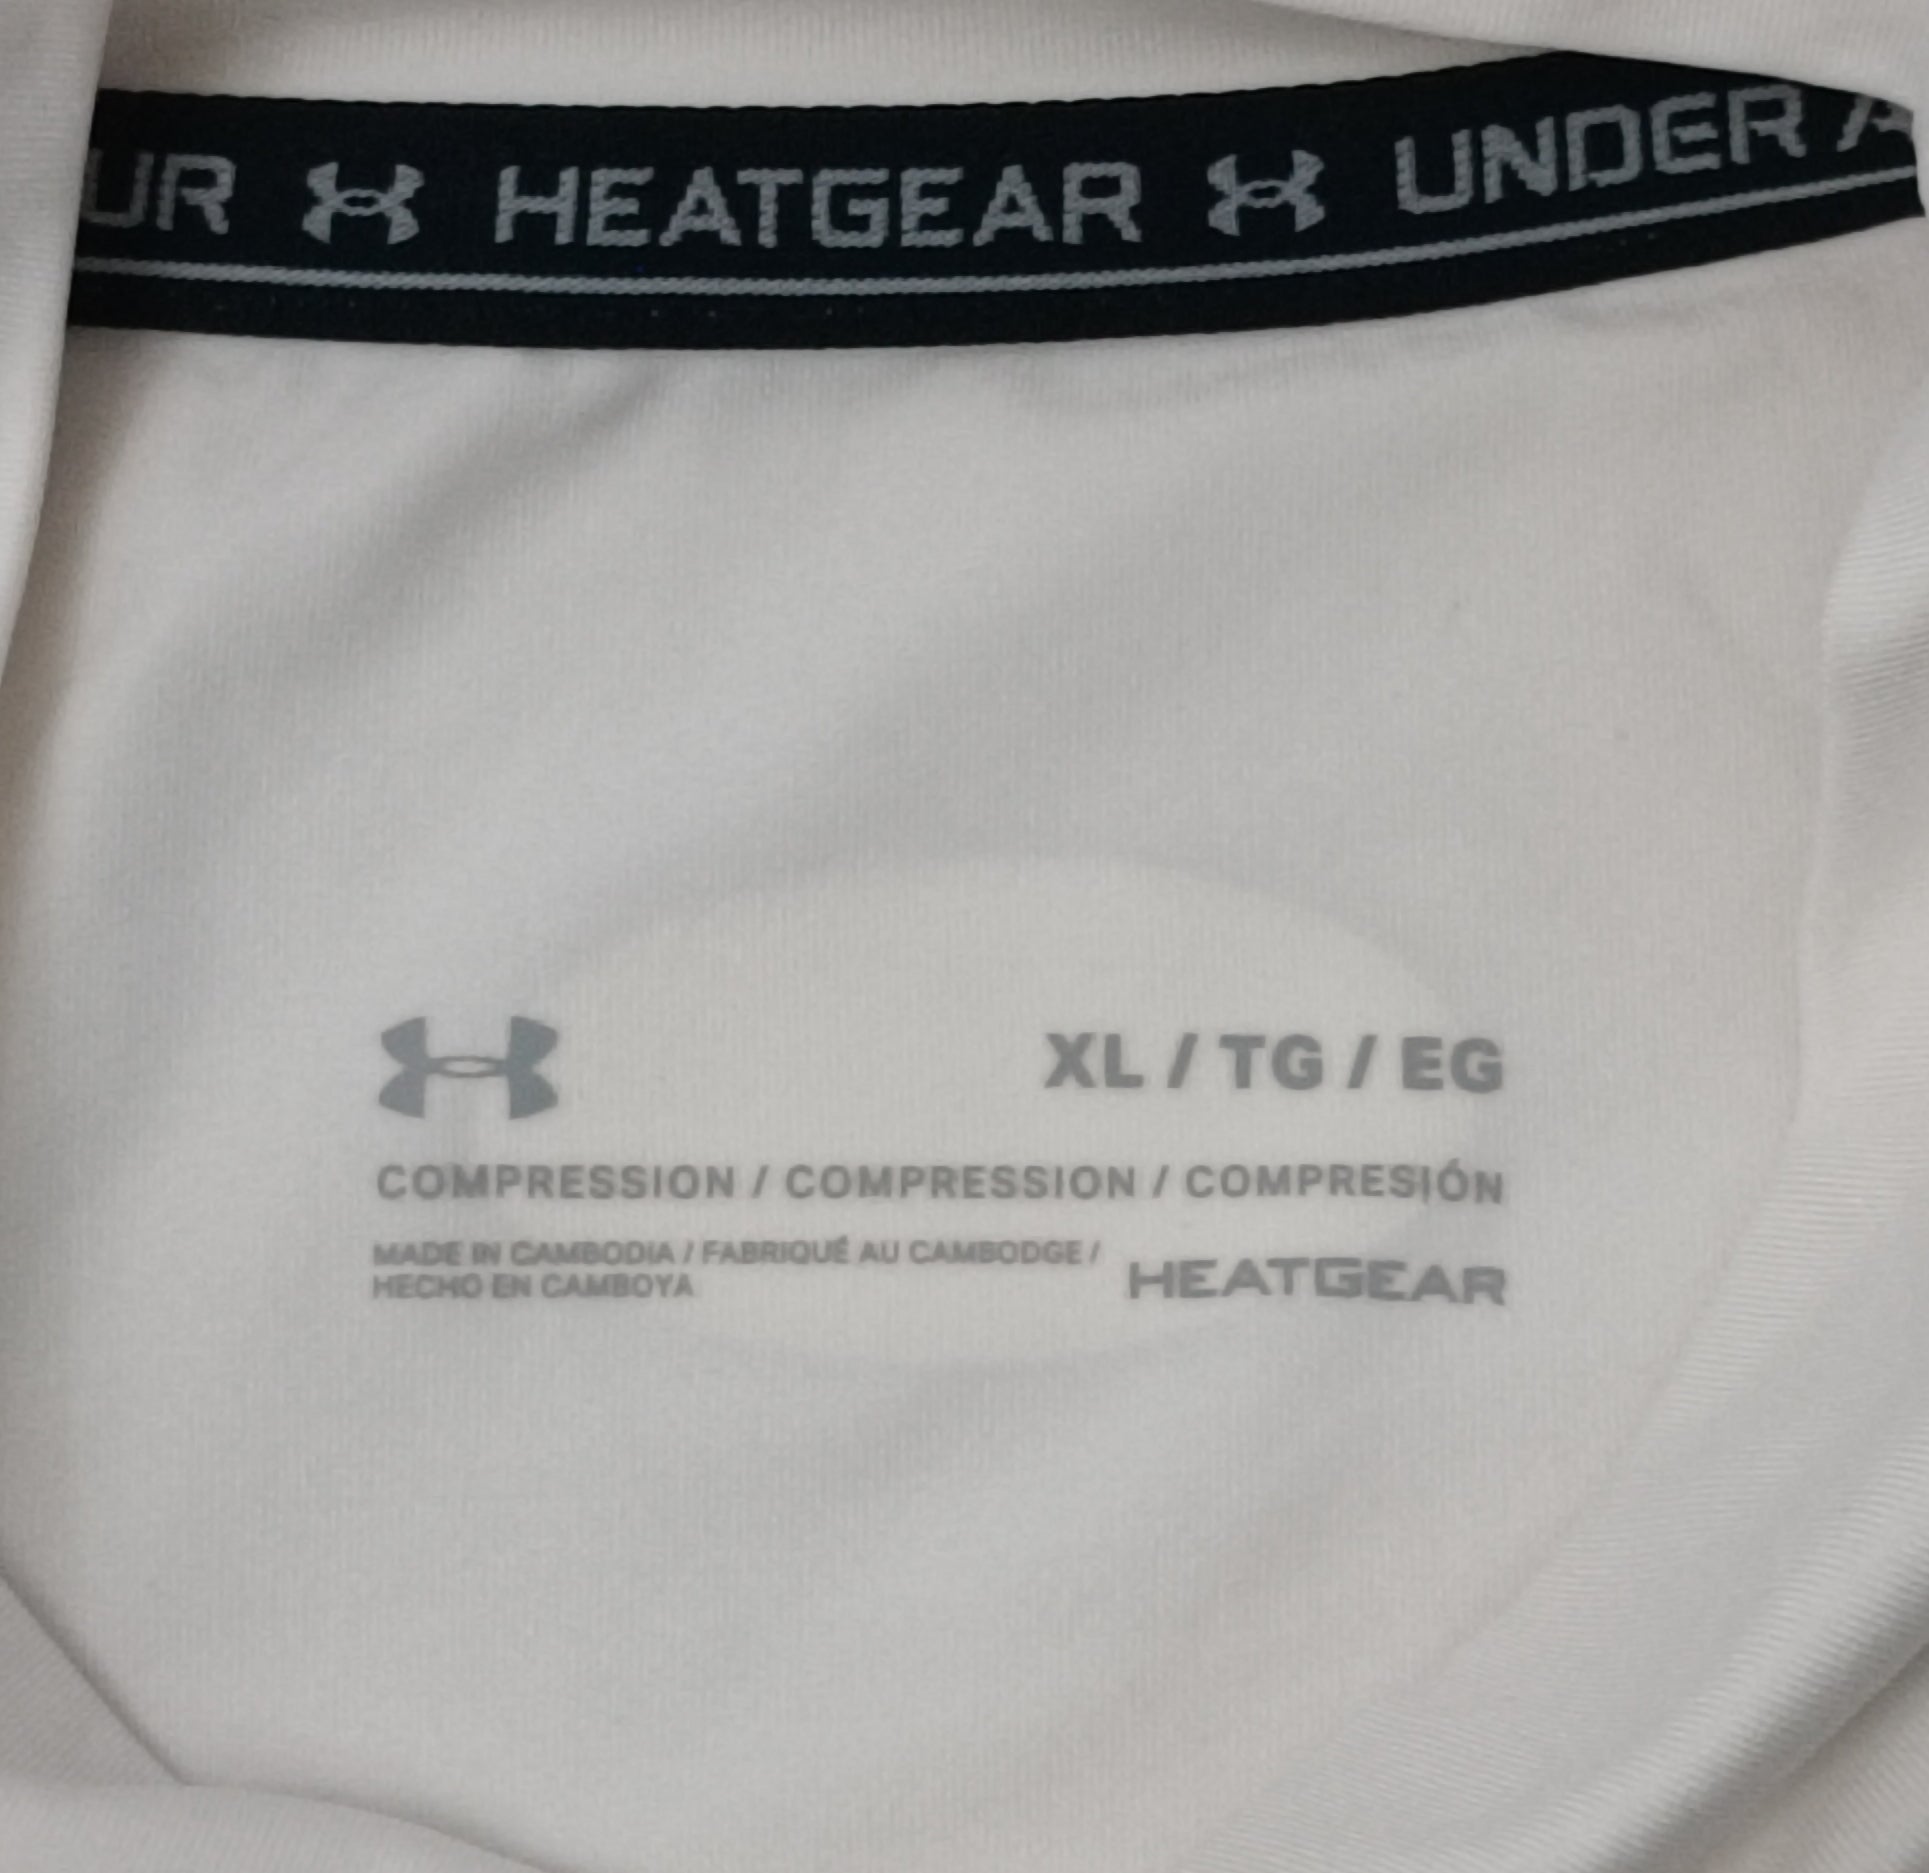 UR HEATGEAR UNDER A
XL / TG / EG
COMPRESSION / COMPRESSION / COMPRESIÓN
MADE IN CAMBODIA / FABRIQUÉ AU CAMBODGE /
HECHO EN CAMBOYA
HEATGEAR